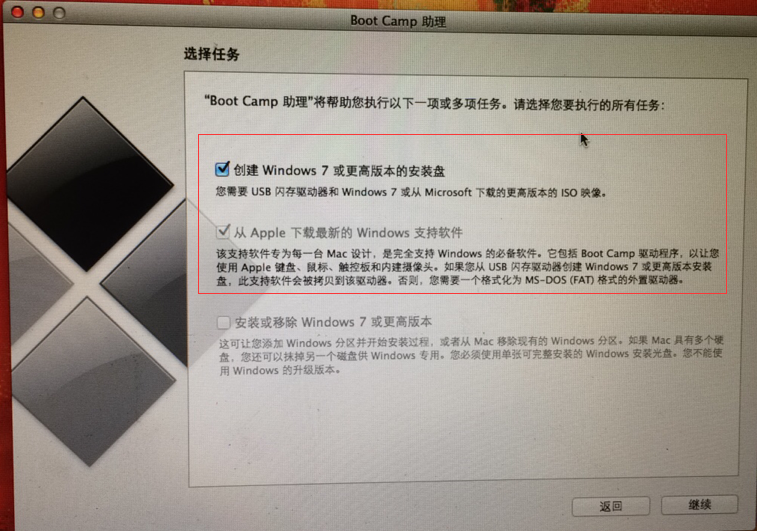 Boot Camp 助理
选择任务
“Boot Camp 助理”将帮助您执行以下一项或多项任务。请选择您要执行的所有任务：
创建 Windows 7 或更高版本的安装盘
您需要 USB 闪存驱动器和 Windows 7 或从 Microsoft 下载的更高版本的 ISO 映像。
从 Apple 下载最新的 Windows 支持软件
该支持软件专为每一台 Mac 设计，是完全支持 Windows 的必备软件。它包括 Boot Camp 驱动程序，以让您
使用 Apple 键盘、鼠标、触控板和内建摄像头。如果您从 USB 闪存驱动器创建 Windows 7 或更高版本安装
盘，此支持软件会被拷贝到该驱动器。否则，您需要一个格式化为 MS-DOS (FAT) 格式的外置驱动器。
安装或移除 Windows 7 或更高版本
这可让您添加 Windows 分区并开始安装过程，或者从 Mac 移除现有的 Windows 分区。如果 Mac 具有多个硬
盘，您还可以抹掉另一个磁盘供 Windows 专用。您必须使用单张可完整安装的 Windows 安装光盘。您不能使
用 Windows 的升级版本。
返回
继续